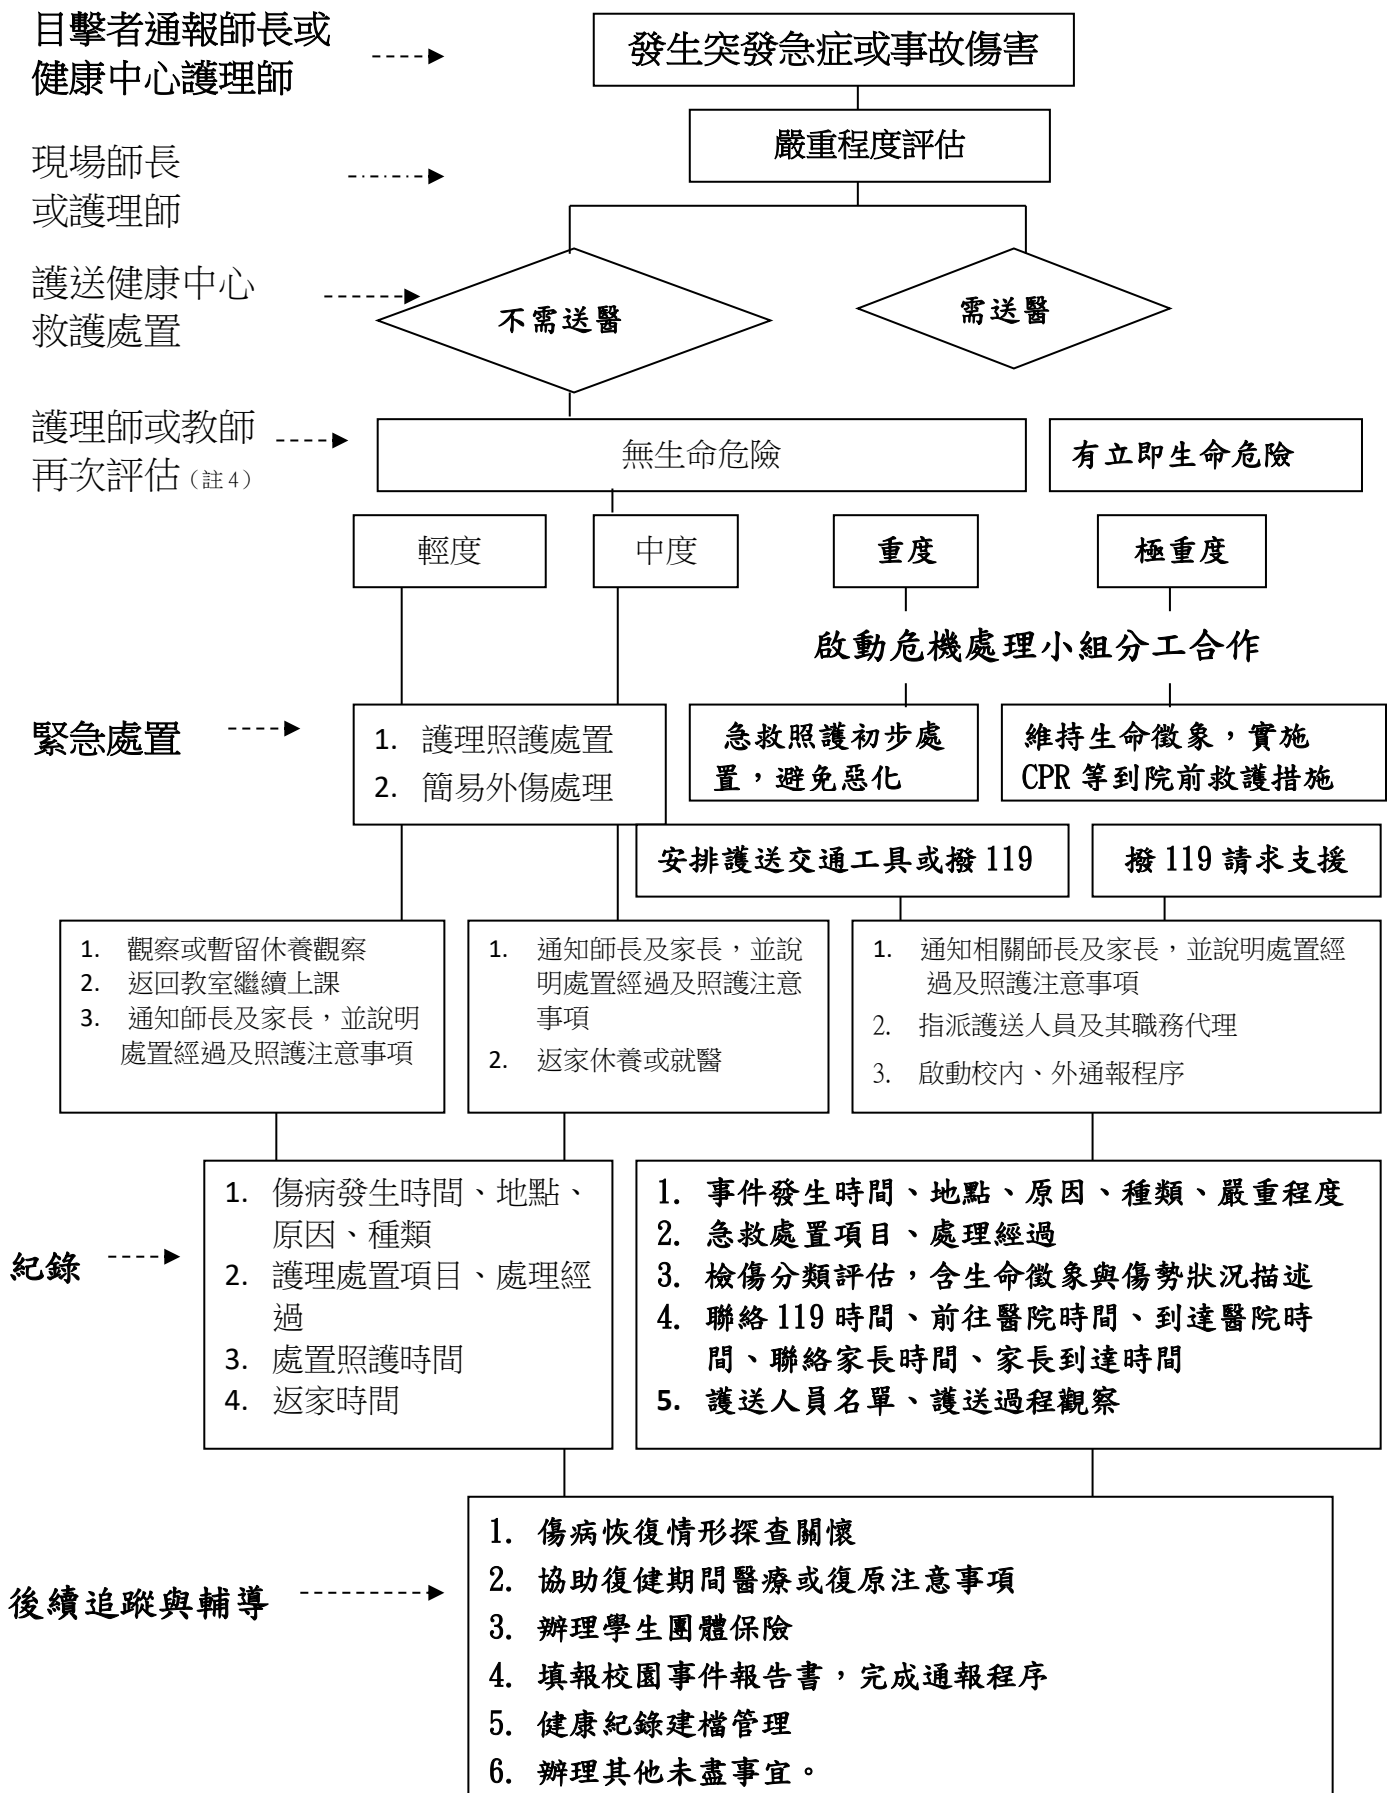 目擊者通報師長或
健康中心護理師
發生突發急症或事故傷害
現場師長
或護理師
嚴重程度評估
護送健康中心
救護處置
不需送醫
需送醫
護理師或教師
再次評估（註4）
無生命危險
有立即生命危險
輕度
中度
重度
極重度
啟動危機處理小組分工合作
緊急處置
1. 護理照護處置
2. 簡易外傷處理
急救照護初步處
置，避免惡化
維持生命徵象，實施
CPR 等到院前救護措施
安排護送交通工具或撥 119
撥 119 請求支援
1. 觀察或暫留休養觀察
2. 返回教室繼續上課
3. 通知師長及家長，並說明
處置經過及照護注意事項
1. 通知師長及家長，並說
明處置經過及照護注意
事項
2. 返家休養或就醫
1. 通知相關師長及家長，並說明處置經
過及照護注意事項
2. 指派護送人員及其職務代理
3. 啟動校內、外通報程序
紀錄
1. 傷病發生時間、地點、
原因、種類
2. 護理處置項目、處理經
過
3. 處置照護時間
4. 返家時間
1. 事件發生時間、地點、原因、種類、嚴重程度
2. 急救處置項目、處理經過
3. 檢傷分類評估，含生命徵象與傷勢狀況描述
4. 聯絡 119 時間、前往醫院時間、到達醫院時
間、聯絡家長時間、家長到達時間
5. 護送人員名單、護送過程觀察
後續追蹤與輔導
1. 傷病恢復情形探查關懷
2. 協助復健期間醫療或復原注意事項
3. 辦理學生團體保險
4. 填報校園事件報告書，完成通報程序
5. 健康紀錄建檔管理
6. 辦理其他未盡事宜。